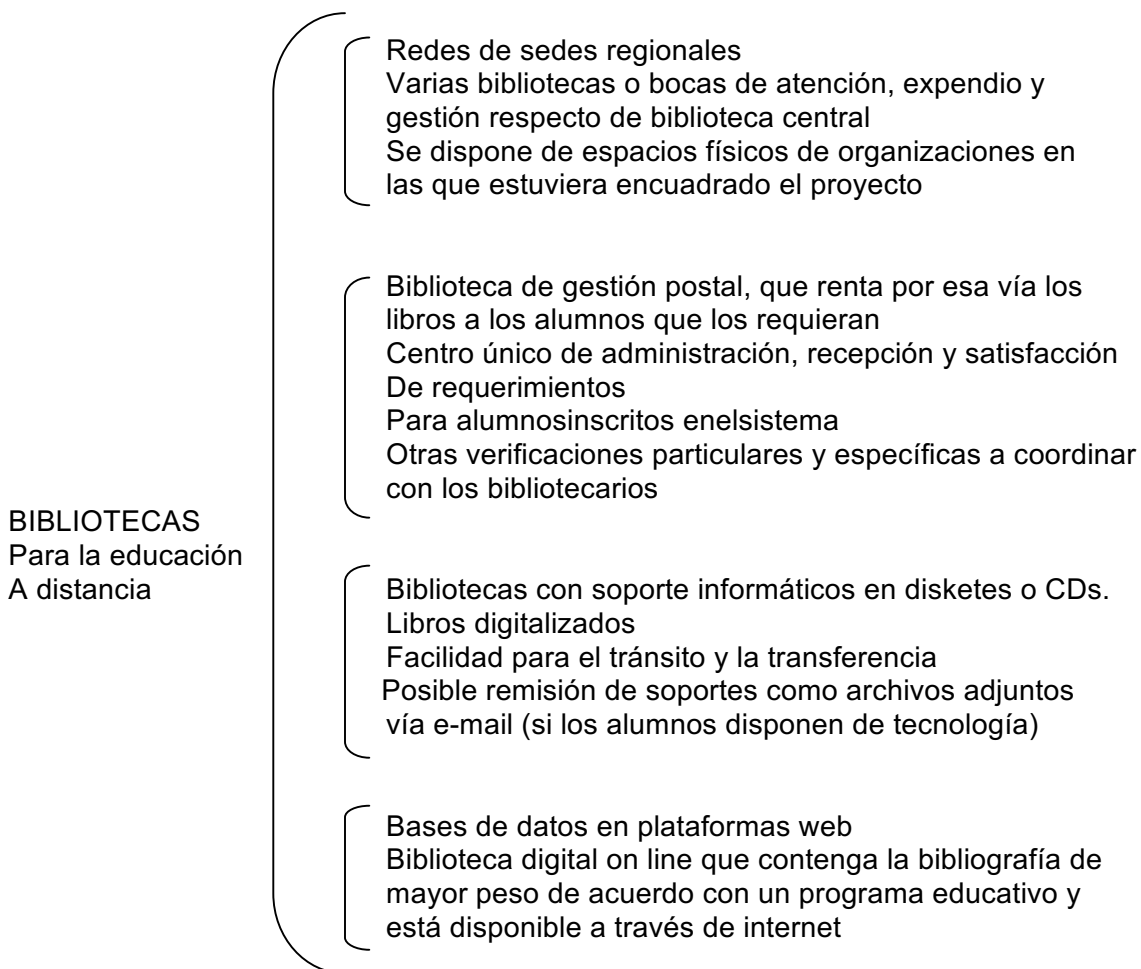 BIBLIOTECAS
Para la educación
A distancia
Redes de sedes regionales
Varias bibliotecas o bocas de atención, expendio y
gestión respecto de biblioteca central
Se dispone de espacios físicos de organizaciones en
las que estuviera encuadrado el proyecto
Biblioteca de gestión postal, que renta por esa vía los
libros a los alumnos que los requieran
Centro único de administración, recepción y satisfacción
De requerimientos
Para alumnosinscritos enelsistema
Otras verificaciones particulares y específicas a coordinar
con los bibliotecarios
Bibliotecas con soporte informáticos en disketes o CDs.
Libros digitalizados
Facilidad para el tránsito y la transferencia
Posible remisión de soportes como archivos adjuntos
vía e-mail (si los alumnos disponen de tecnología)
Bases de datos en plataformas web
Biblioteca digital on line que contenga la bibliografía de
mayor peso de acuerdo con un programa educativo y
está disponible a través de internet